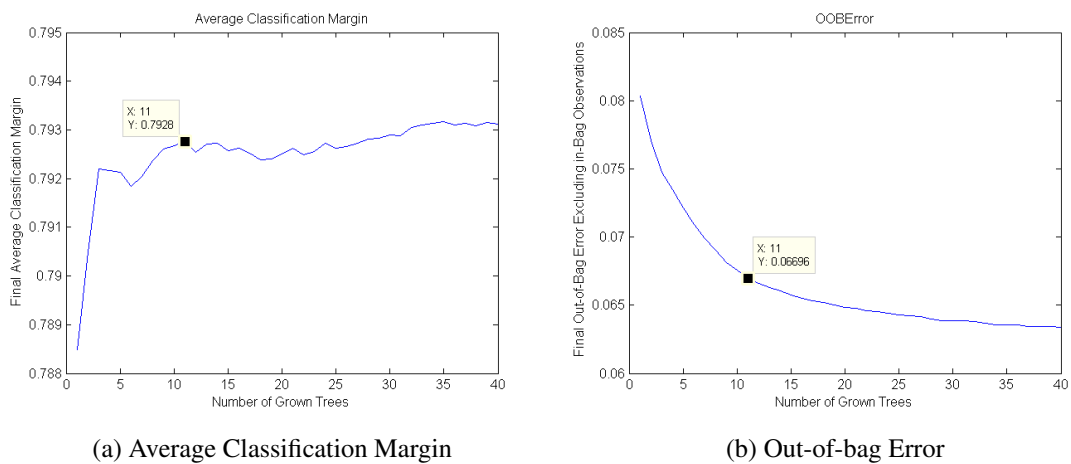 Average Classification Margin
Final Average Classification Margin
0.795
0.794
0.793
0.792
0.791
0.79
0.789
0.788
X: 11
Y: 0.7928
0 5 10 15 20 25 30 35 40
Number of Grown Trees
(a) Average Classification Margin
OOBError
Final Out-of-Bag Error Excluding in-Bag Observations
0.085
0.08
0.075
0.07
0.065
0.06
X: 11
Y: 0.06696
0 5 10 15 20 25 30 35 40
Number of Grown Trees
(b) Out-of-bag Error